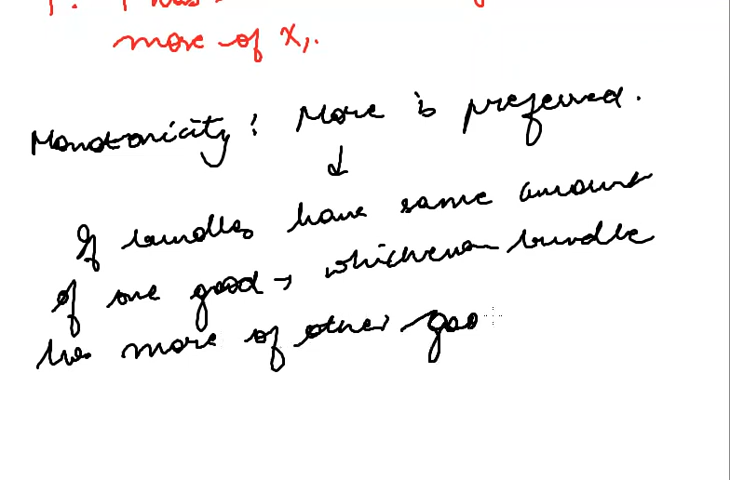 more of x,.
Monotonicity: More is preferred.
If bundles have same amount
of one good → whichever bundle
has more of other goo